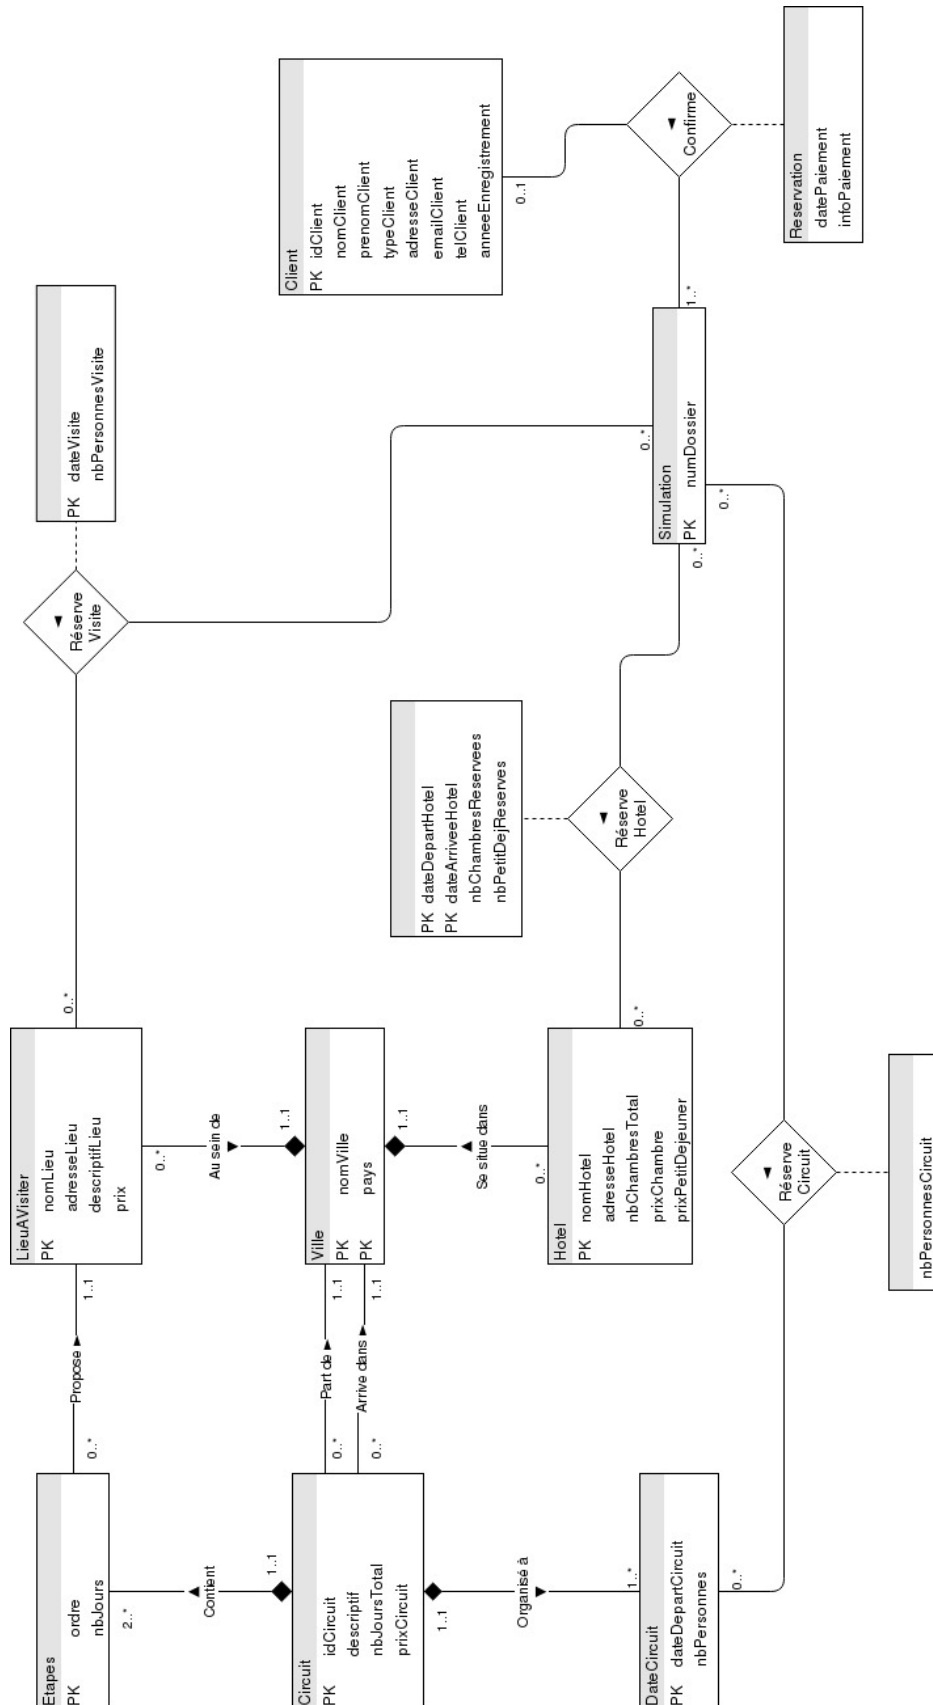 Etapes
PK ordre
nbJours
2..*
Contient
1..1
Circuit
PK idCircuit
descriptif
nbJoursTotal
prixCircuit
1..1
Organisé à
1..*
DateCircuit
PK dateDepartCircuit
nbPersonnes
0..*
0..*
Propose
1..1
0..*
Part de
1..1
0..*
Arrive dans
1..1
LieuAVisiter
PK nomLieu
adresseLieu
descriptifLieu
prix
0..*
Au sein de
1..1
Ville
PK nomVille
PK pays
1..1
Se situe dans
0..*
Hotel
PK nomHotel
adresseHotel
nbChambresTotal
prixChambre
prixPetitDejeuner
0..*
0..*
Réserve
Circuit
nbPersonnesCircuit
Réserve
Hotel
PK dateDepartHotel
PK dateArriveeHotel
nbChambresReservees
nbPetitDejReserves
Réserve
Visite
PK dateVisite
nbPersonnesVisite
0..*
0..*
0..*
Simulation
PK numDossier
1..*
Client
PK idClient
nomClient
prenomClient
typeClient
adresseClient
emailClient
telClient
anneeEnregistrement
0..1
Confirme
Reservation
datePaiement
infoPaiement